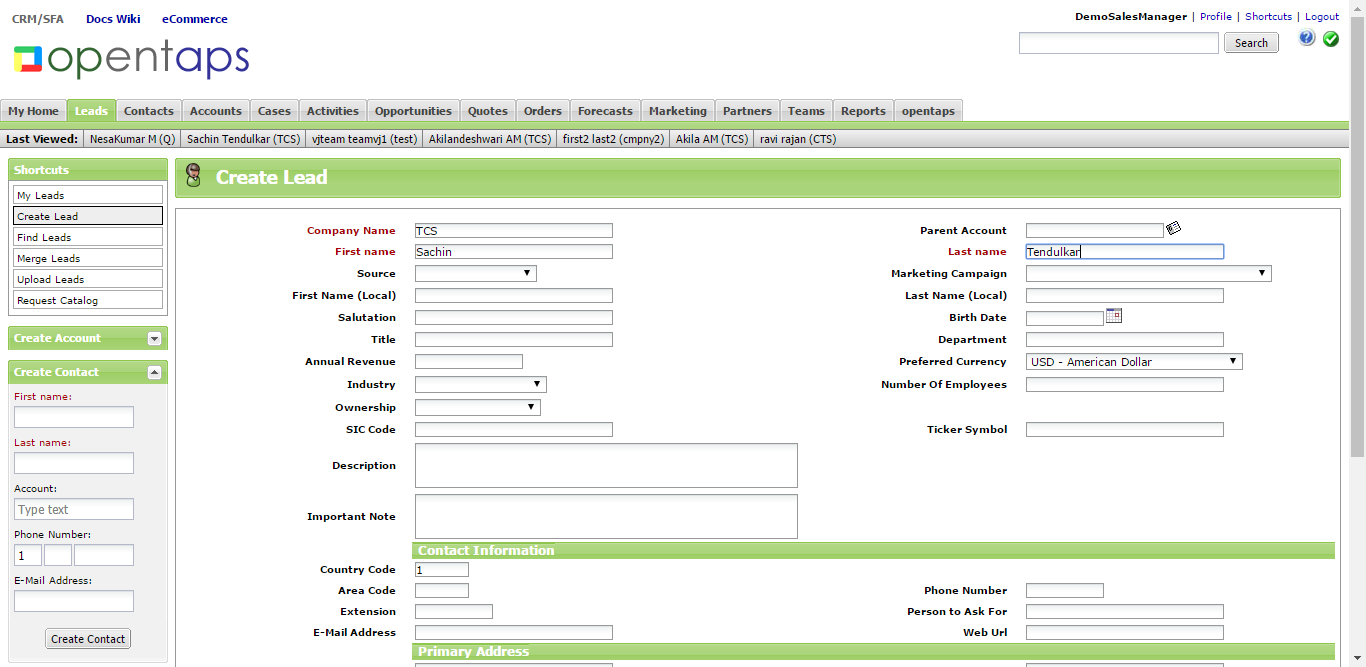 CRM/SFA Docs Wiki eCommerce
DemoSalesManager | Profile | Shortcuts | Logout
opentaps
Search
My Home Leads Contacts Accounts Cases Activities Opportunities Quotes Orders Forecasts Marketing Partners Teams Reports opentaps
Last Viewed: NesaKumar M (Q) Sachin Tendulkar (TCS) vjteam teamvj1 (test) Akilandeshwari AM (TCS) first2 last2 (cmpny2) Akila AM (TCS) ravi rajan (CTS)
Shortcuts
My Leads
Create Lead
Find Leads
Merge Leads
Upload Leads
Request Catalog
Create Account
Create Contact
First name:
Last name:
Account:
Type text
Phone Number:
1
E-Mail Address:
Create Contact
Create Lead
Company Name TCS Parent Account
First name Sachin Last name Tendulkar
Source Marketing Campaign
First Name (Local) Last Name (Local)
Salutation Birth Date
Title Department
Annual Revenue Preferred Currency USD - American Dollar
Industry Number Of Employees
Ownership
SIC Code Ticker Symbol
Description
Important Note
Contact Information
Country Code 1
Area Code Phone Number
Extension Person to Ask For
E-Mail Address Web Url
Primary Address